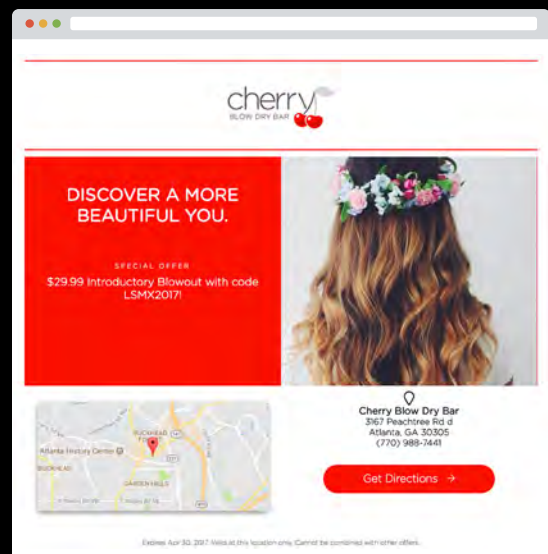 cherry
BLOW DRY BAR
DISCOVER A MORE
BEAUTIFUL YOU.
SPECIAL OFFER
$29.99 Introductory Blowout with code
LSMX2017!
BUCKHEAD
FOREST
Atlanta History Center
BUCKHEAD
GARDEN HILLS
Cherry Blow Dry Bar
3167 Peachtree Rd d
Atlanta, GA 30305
(770) 988-7441
Get Directions →
Expires Apr 30, 2017. Valid at this location only. Cannot be combined with other offers.